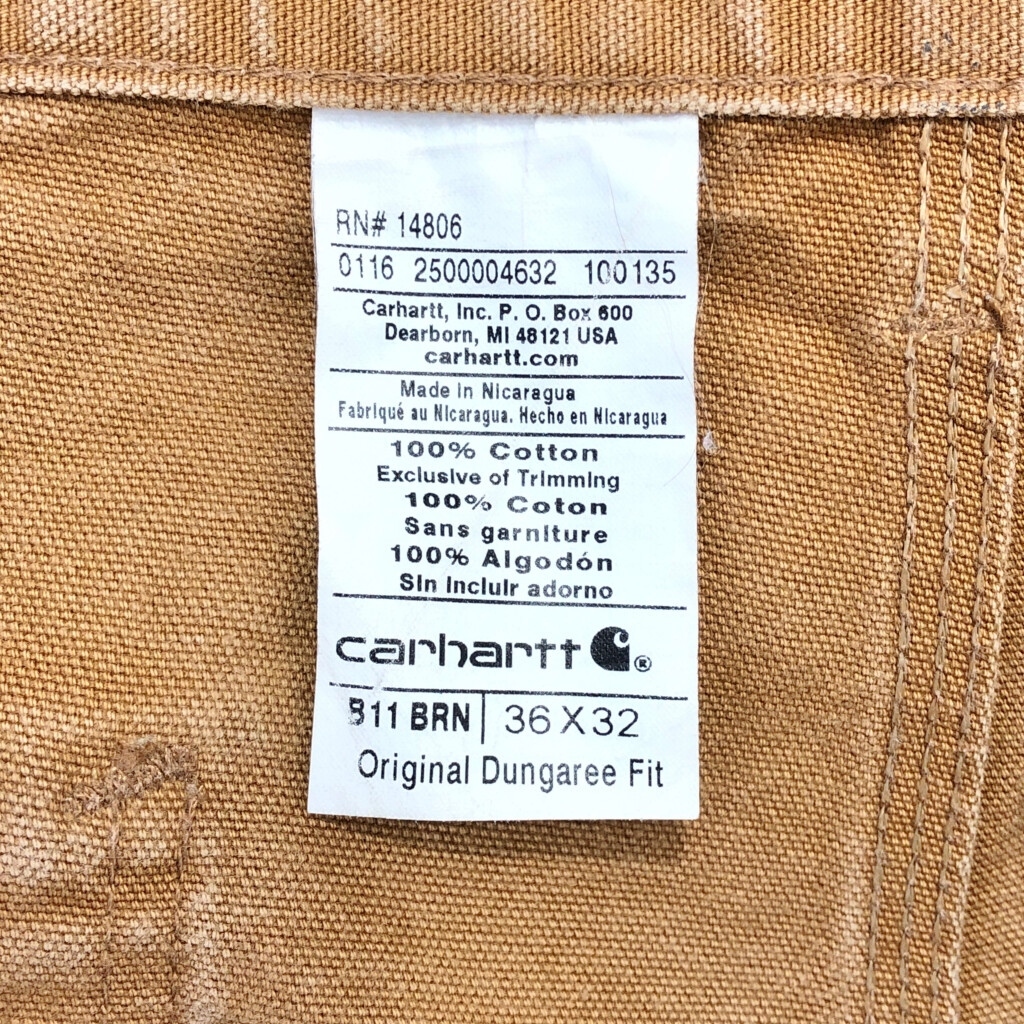 RN# 14806
0116 2500004632 100135
Carhartt, Inc. P. O. Box 600
Dearborn, MI 48121 USA
carhartt.com
Made in Nicaragua
Fabriqué au Nicaragua. Hecho en Nicaragua
100% Cotton
Exclusive of Trimming
100% Coton
Sans garniture
100% Algodón
Sin incluir adorno
carhartt ®
B11 BRN | 36 X 32
Original Dungaree Fit